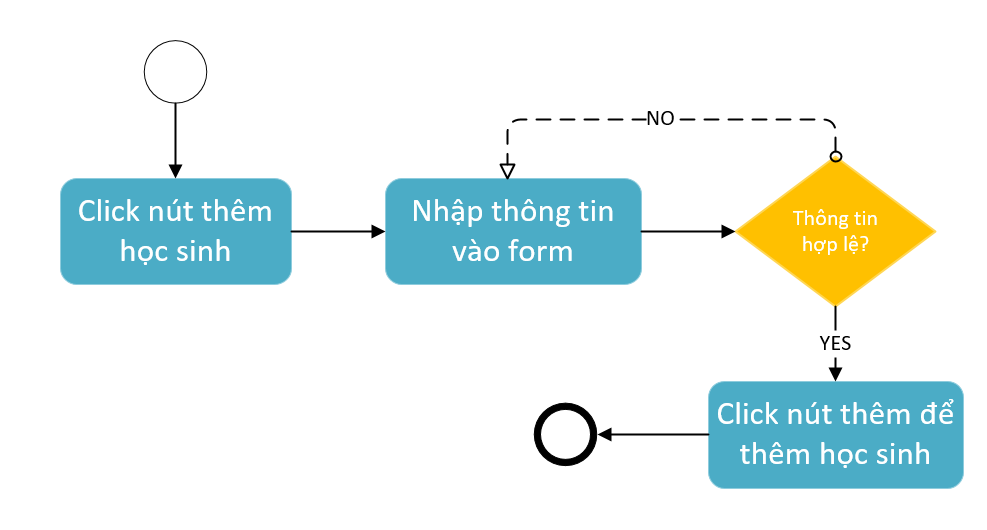 NO
Click nút thêm
học sinh
Nhập thông tin
vào form
Thông tin
hợp lệ?
YES
Click nút thêm để
thêm học sinh